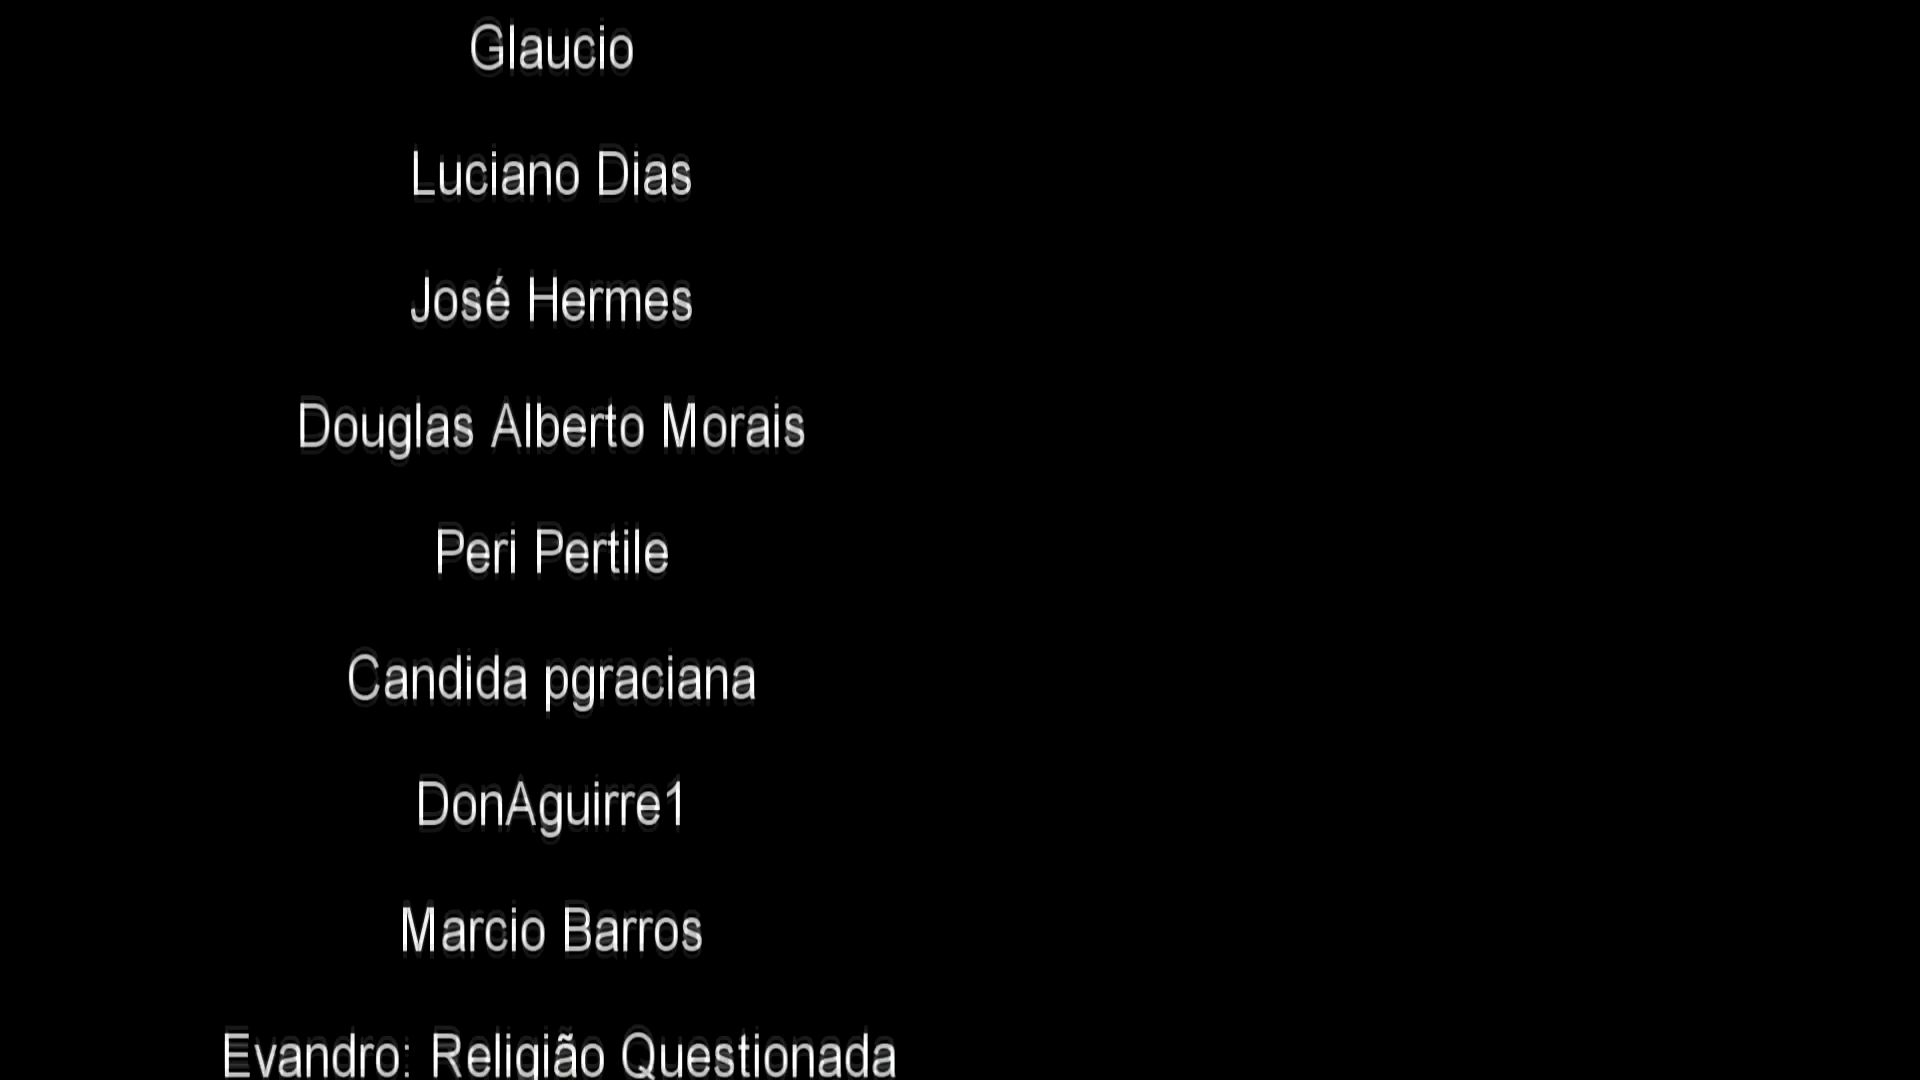 Glaucio
Luciano Dias
José Hermes
Douglas Alberto Morais
Peri Pertile
Candida pgraciana
DonAguirre1
Marcio Barros
Evandro: Religião Questionada